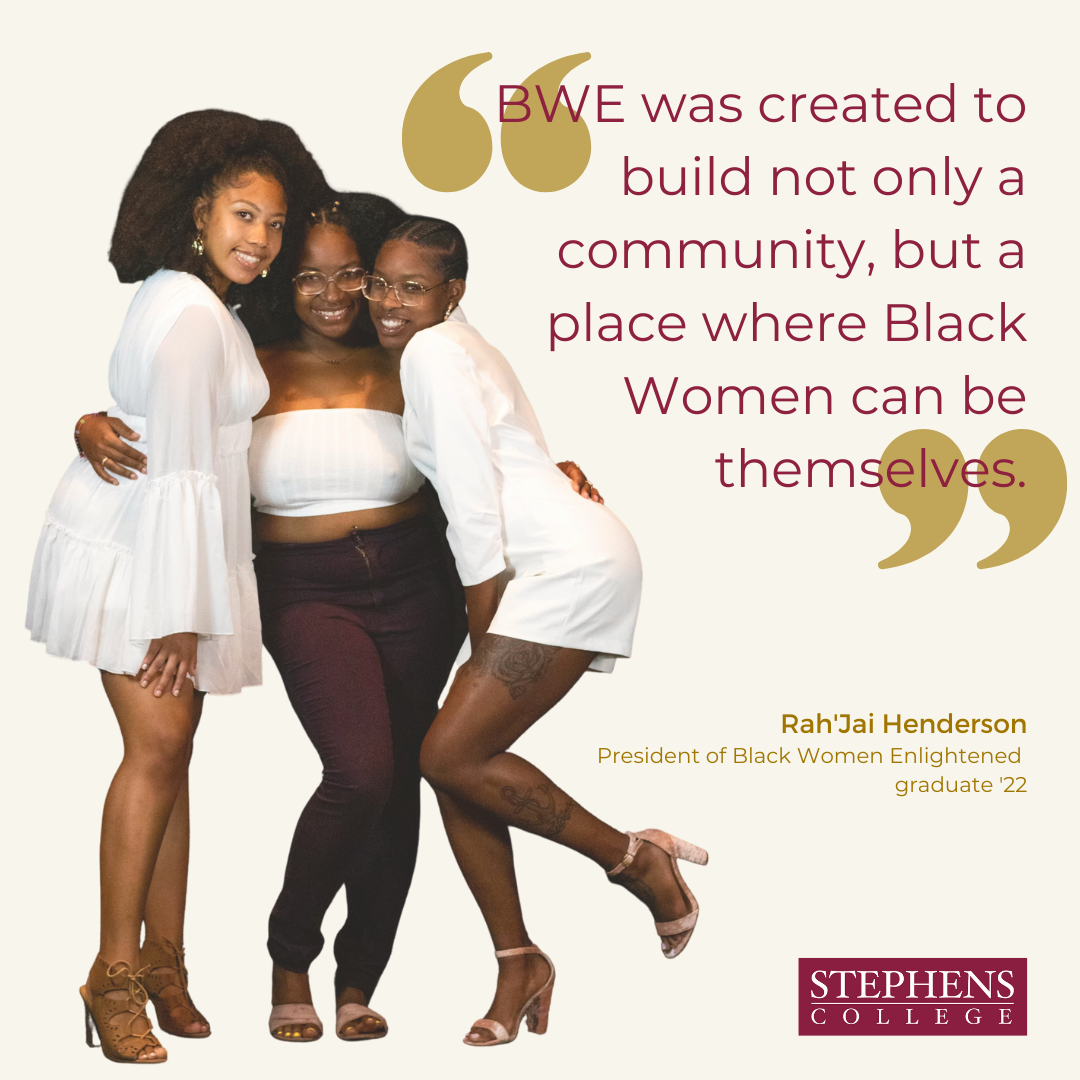 BWE was created to
build not only a
community, but a
place where Black
Women can be
themselves.
Rah'Jai Henderson
President of Black Women Enlightened
graduate '22
STEPHENS
COLLEGE